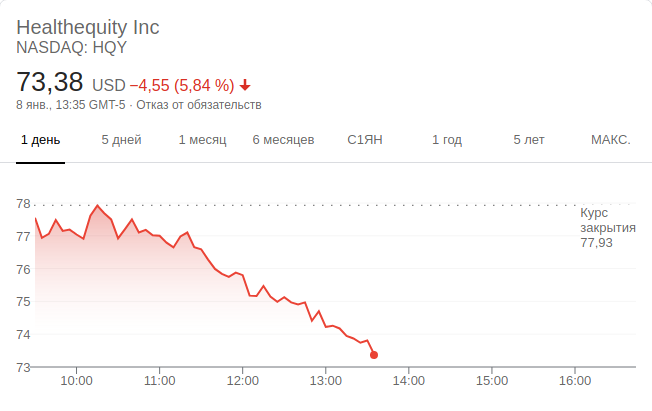 Healthequity Inc
NASDAQ: HQY
73,38 USD −4,55 (5,84 %)
8 янв., 13:35 GMT-5 · Отказ от обязательств
1 день 5 дней 1 месяц 6 месяцев С1ЯН 1 год 5 лет МАКС.
78
Курс
закрытия
77,93
77
76
75
74
73
10:00 11:00 12:00 13:00 14:00 15:00 16:00